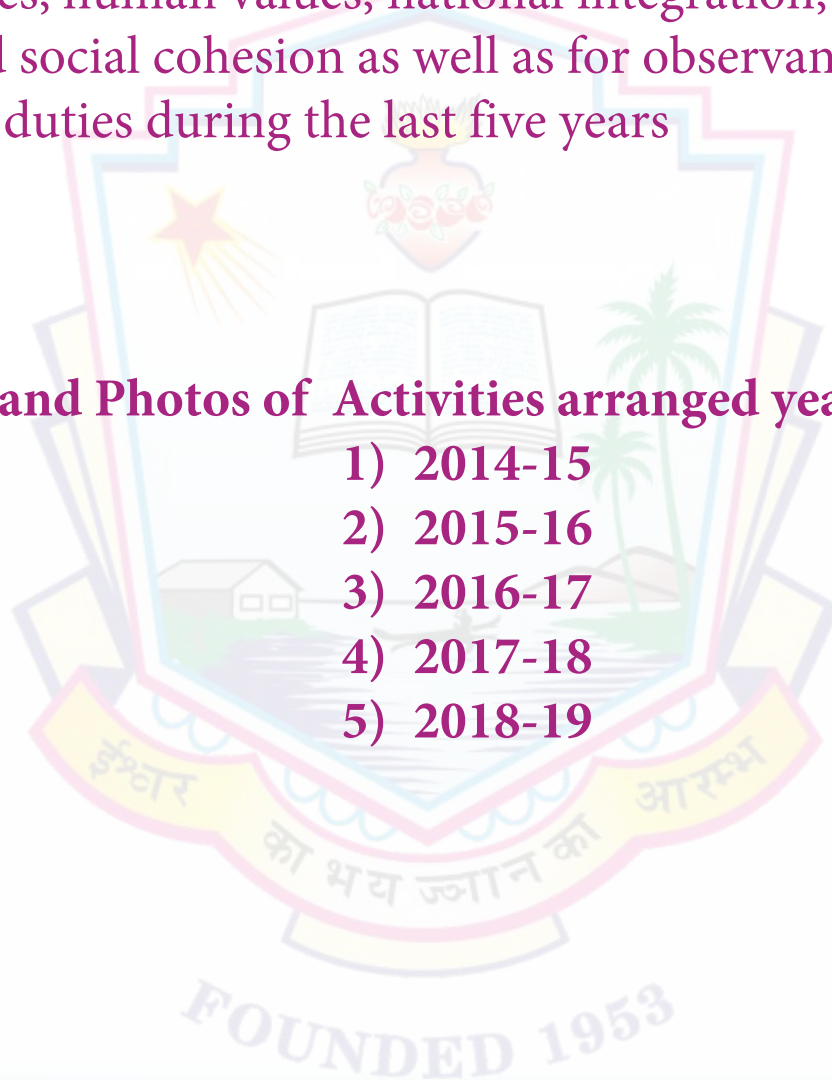 es, human values, national integration,
d social cohesion as well as for observan
duties during the last five years
and Photos of Activities arranged yea
1) 2014-15
2) 2015-16
3) 2016-17
4) 2017-18
5) 2018-19
ईश्वर का भय ज्ञान का आरम्भ
FOUNDED 1953